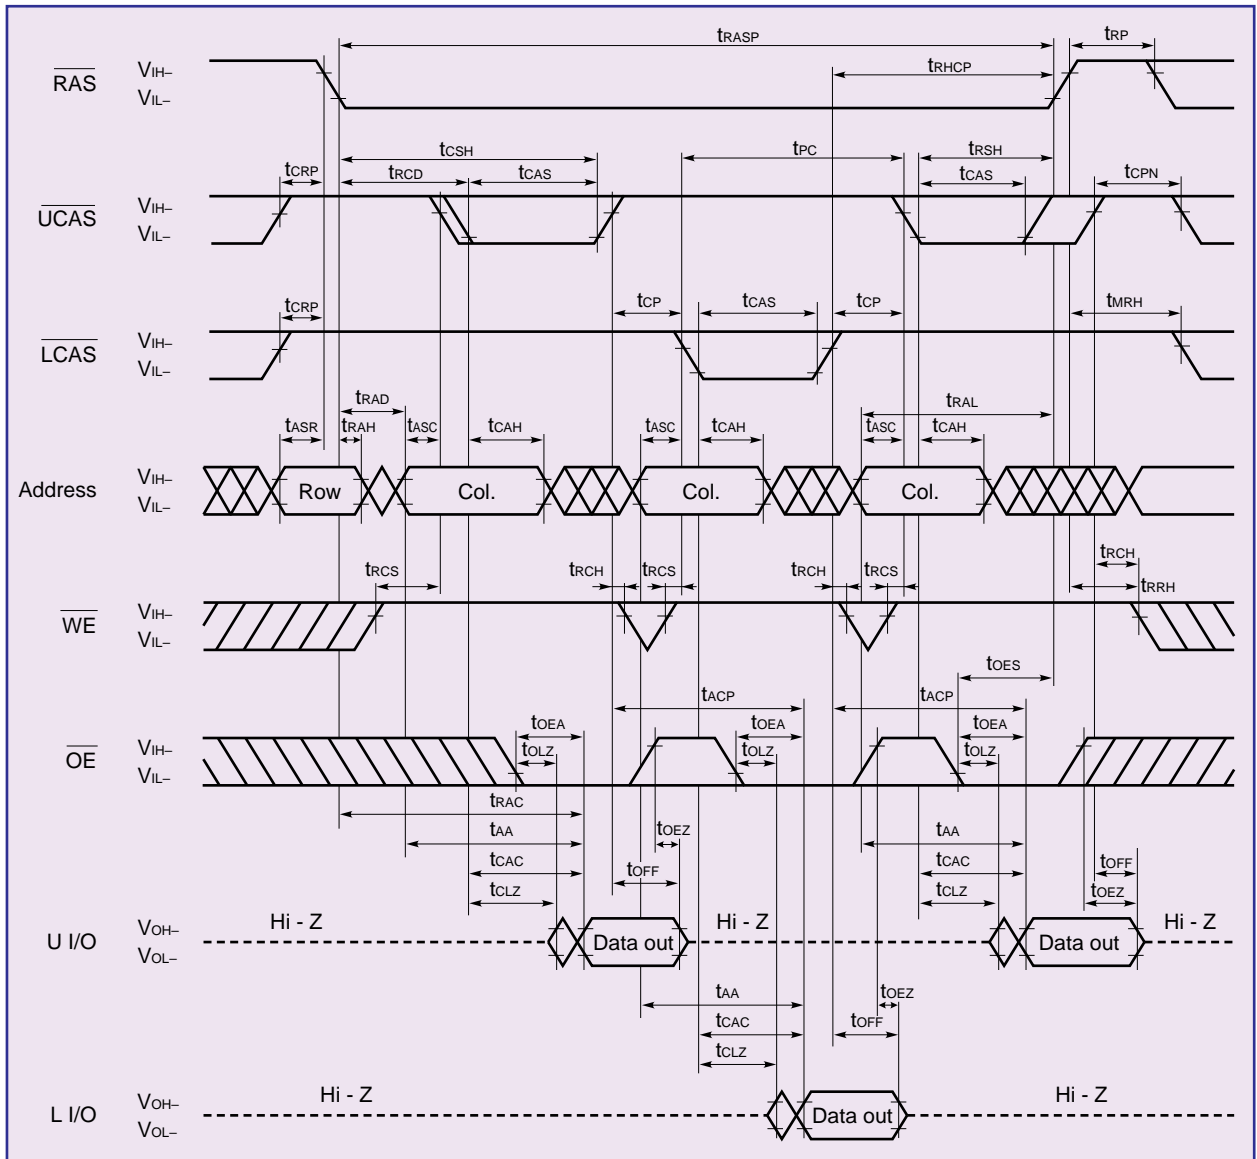 tRASP
tRP
tRHCP
RAS
VIH–
VIL–
tCSH
tPC
tRSH
tCRP
tRCD
tCAS
tCAS
tCPN
UCAS
VIH–
VIL–
tCRP
tCP
tCAS
tCP
tMRH
LCAS
VIH–
VIL–
tRAD
tRAL
tASR
tRAH
tASC
tCAH
tASC
tCAH
tASC
tCAH
Address
VIH–
VIL–
Row
Col.
Col.
Col.
tRCS
tRCH
tRCS
tRCH
tRCS
tRCH
tRRH
WE
VIH–
VIL–
tOES
tACP
tACP
tOEA
tOEA
tOEA
tOLZ
tOLZ
tOLZ
OE
VIH–
VIL–
tRAC
tAA
tOEZ
tAA
tCAC
tOFF
tCAC
tOFF
tCLZ
tCLZ
tOEZ
Hi - Z
Hi - Z
Hi - Z
U I/O
VOH–
VOL–
Data out
Data out
tAA
tOEZ
tCAC
tOFF
tCLZ
Hi - Z
Hi - Z
L I/O
VOH–
VOL–
Data out